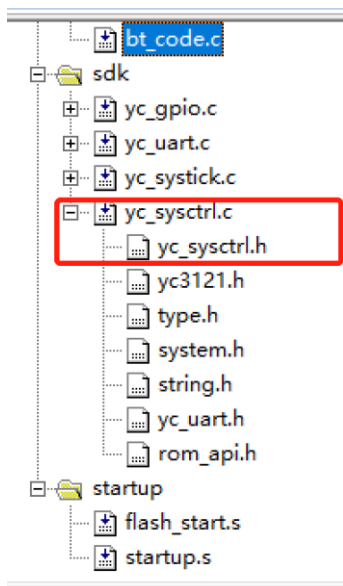 bt_code.c
sdk
yc_gpio.c
yc_uart.c
yc_systick.c
yc_sysctrl.c
yc_sysctrl.h
yc3121.h
type.h
system.h
string.h
yc_uart.h
rom_api.h
startup
flash_start.s
startup.s